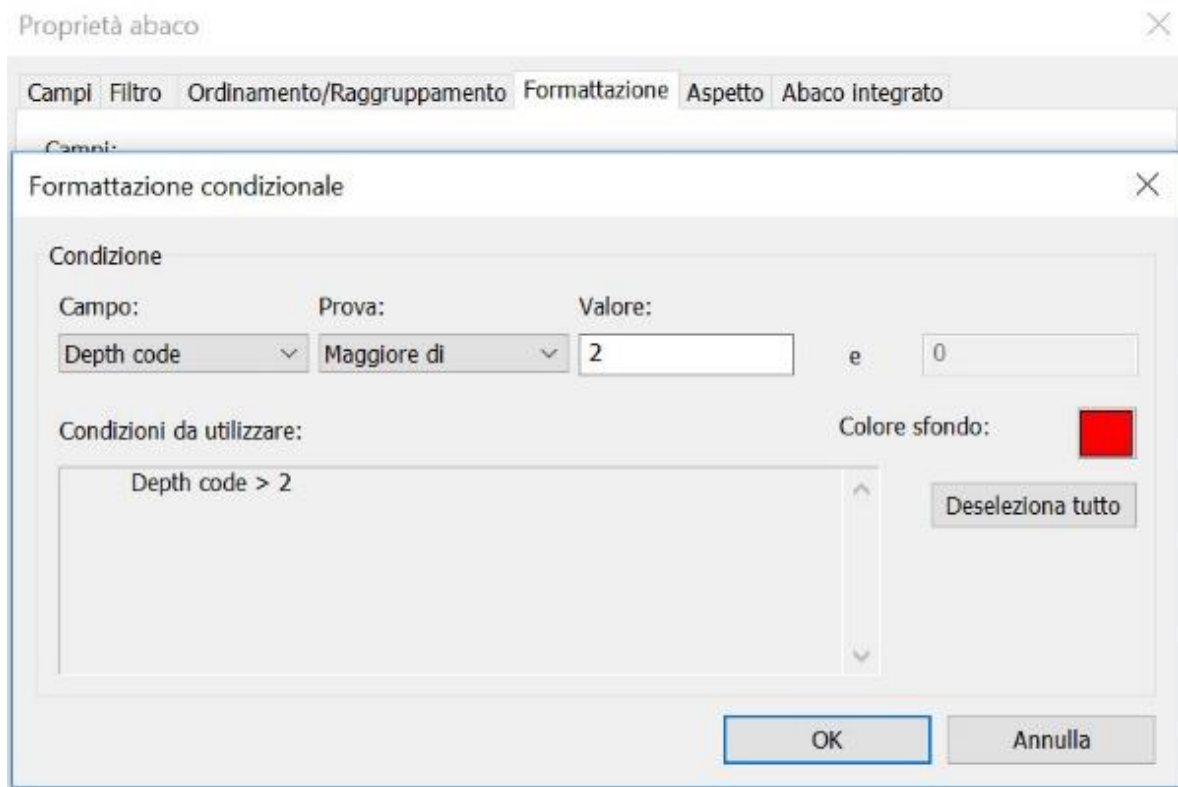 Proprietà abaco
Campi Filtro Ordinamento/Raggruppamento Formattazione Aspetto Abaco integrato
Campi:
Formattazione condizionale
Condizione
Campo: Prova: Valore:
Depth code Maggiore di 2 e 0
Condizioni da utilizzare: Colore sfondo:
Depth code > 2
Deseleziona tutto
OK Annulla